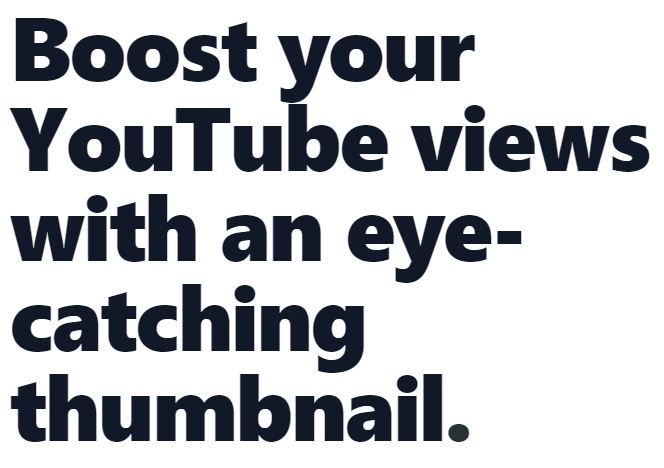 Boost your
YouTube views
with an eye-
catching
thumbnail.